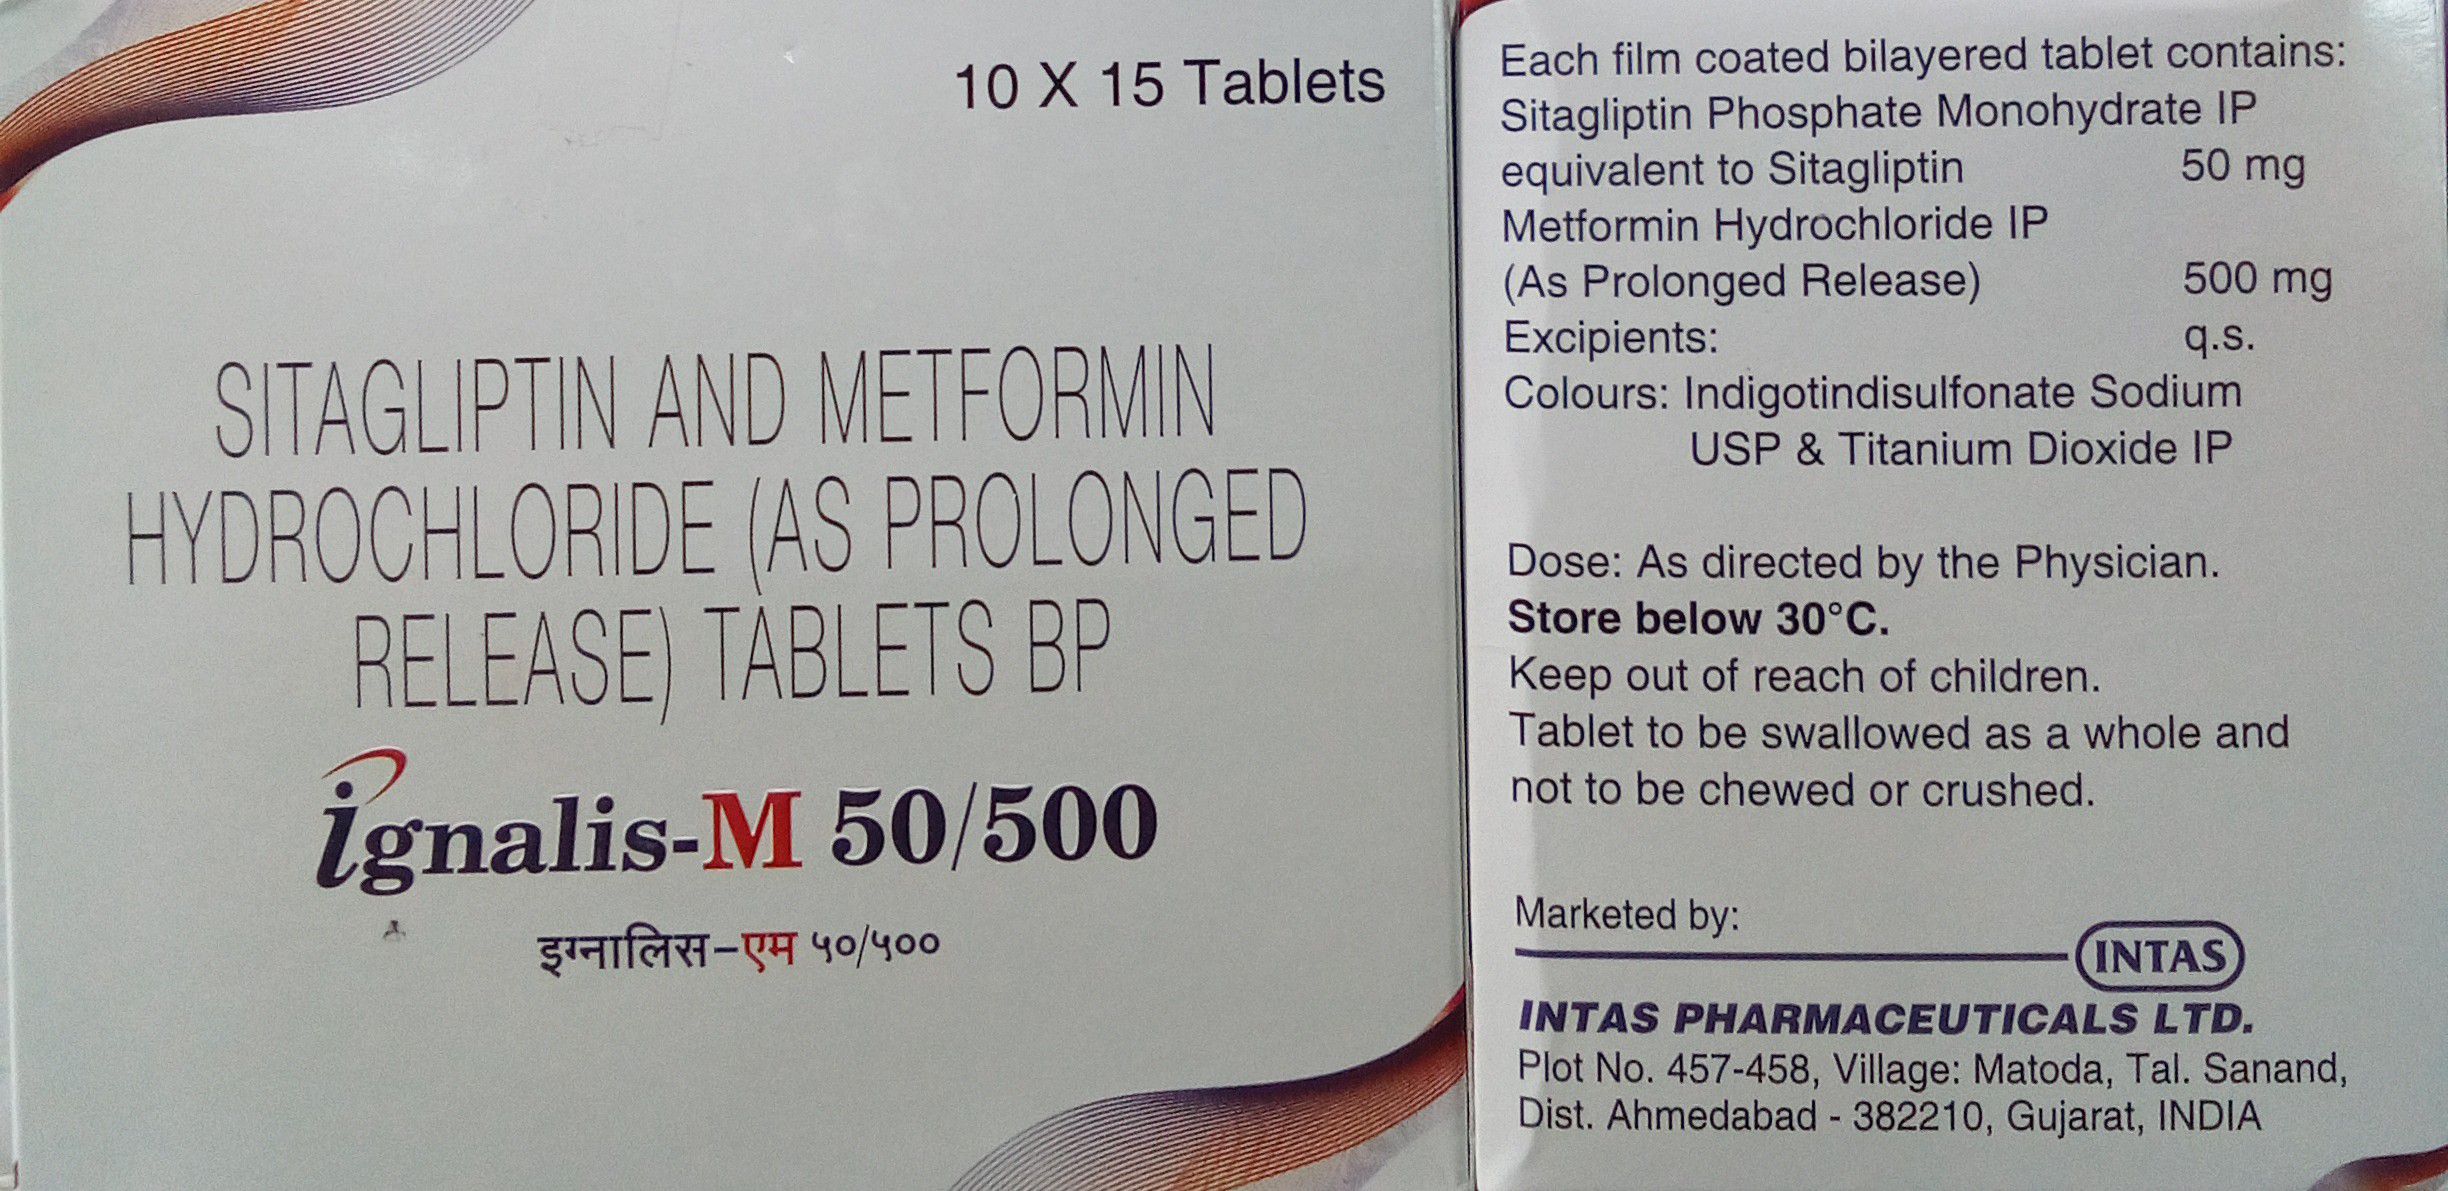 10 X 15 Tablets
SITAGLIPTIN AND METFORMIN
HYDROCHLORIDE (AS PROLONGED
RELEASE) TABLETS BP
ignalis-M 50/500
इग्नालिस-एम ५०/५००
Each film coated bilayered tablet contains:
Sitagliptin Phosphate Monohydrate IP
equivalent to Sitagliptin 50 mg
Metformin Hydrochloride IP
(As Prolonged Release) 500 mg
Excipients: q.s.
Colours: Indigotindisulfonate Sodium
USP & Titanium Dioxide IP
Dose: As directed by the Physician.
Store below 30°C.
Keep out of reach of children.
Tablet to be swallowed as a whole and
not to be chewed or crushed.
Marketed by:
INTAS
INTAS PHARMACEUTICALS LTD.
Plot No. 457-458, Village: Matoda, Tal. Sanand,
Dist. Ahmedabad - 382210, Gujarat, INDIA